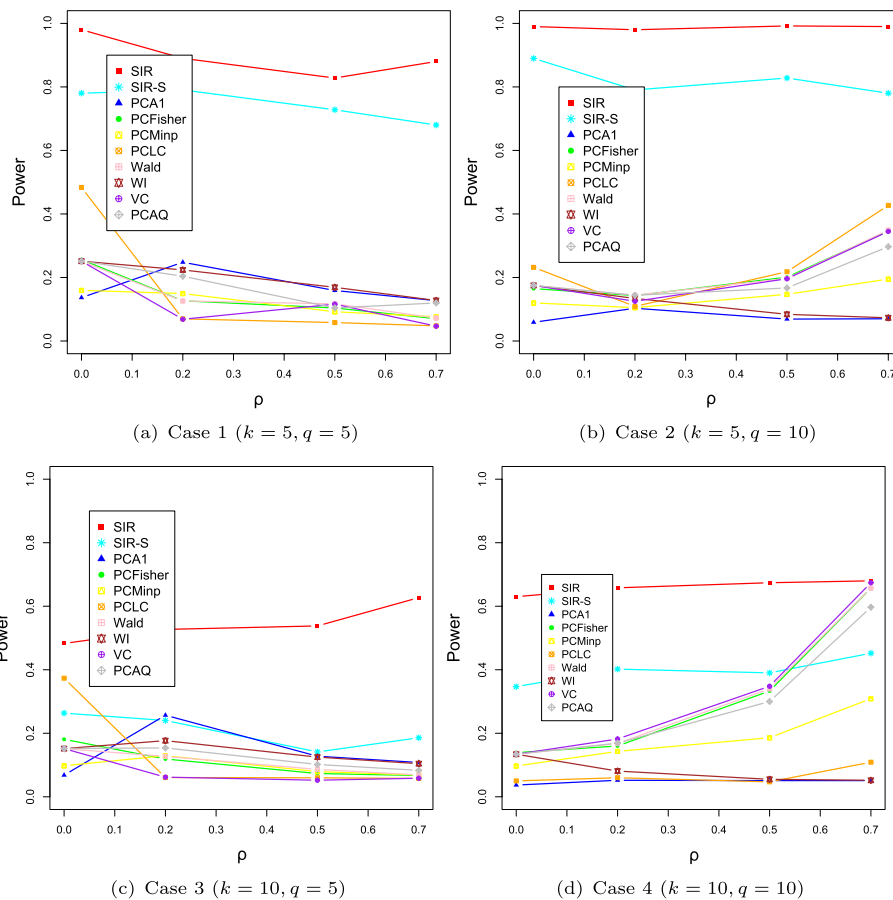 1.0
0.8
0.6
0.4
0.2
0.0
Power
SIR
SIR-S
PCA1
PCFisher
PCMinp
PCLC
Wald
WI
VC
PCAQ
0.0 0.1 0.2 0.3 0.4 0.5 0.6 0.7
ρ
(a) Case 1 (k = 5, q = 5)
1.0
0.8
0.6
0.4
0.2
0.0
Power
SIR
SIR-S
PCA1
PCFisher
PCMinp
PCLC
Wald
WI
VC
PCAQ
0.0 0.1 0.2 0.3 0.4 0.5 0.6 0.7
ρ
(b) Case 2 (k = 5, q = 10)
1.0
0.8
0.6
0.4
0.2
0.0
Power
SIR
SIR-S
PCA1
PCFisher
PCMinp
PCLC
Wald
WI
VC
PCAQ
0.0 0.1 0.2 0.3 0.4 0.5 0.6 0.7
ρ
(c) Case 3 (k = 10, q = 5)
1.0
0.8
0.6
0.4
0.2
0.0
Power
SIR
SIR-S
PCA1
PCFisher
PCMinp
PCLC
Wald
WI
VC
PCAQ
0.0 0.1 0.2 0.3 0.4 0.5 0.6 0.7
ρ
(d) Case 4 (k = 10, q = 10)